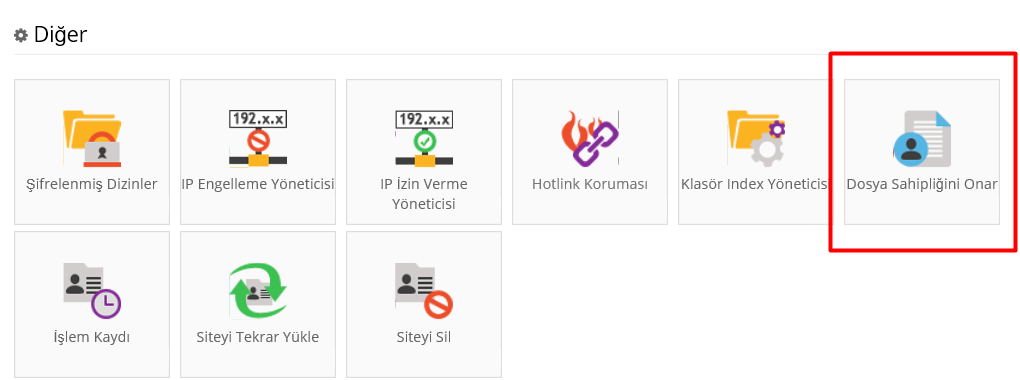 Diğer
192.x.x
192.x.x
Şifrelenmiş Dizinler
IP Engelleme Yöneticisi
IP İzin Verme
Yöneticisi
Hotlink Koruması
Klasör Index Yöneticis
Dosya Sahipliğini Onar
İşlem Kaydı
Siteyi Tekrar Yükle
Siteyi Sil